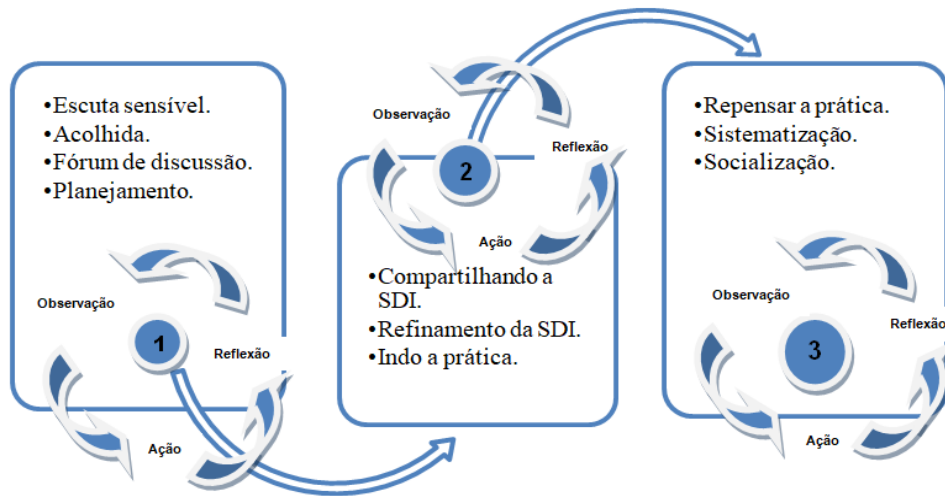 •Escuta sensível.
•Acolhida.
•Fórum de discussão.
•Planejamento.
Observação
1
Reflexão
Ação
Observação
2
Reflexão
Ação
•Compartilhando a
SDI.
•Refinamento da SDI.
•Indo a prática.
•Repensar a prática.
•Sistematização.
•Socialização.
Observação
3
Reflexão
Ação